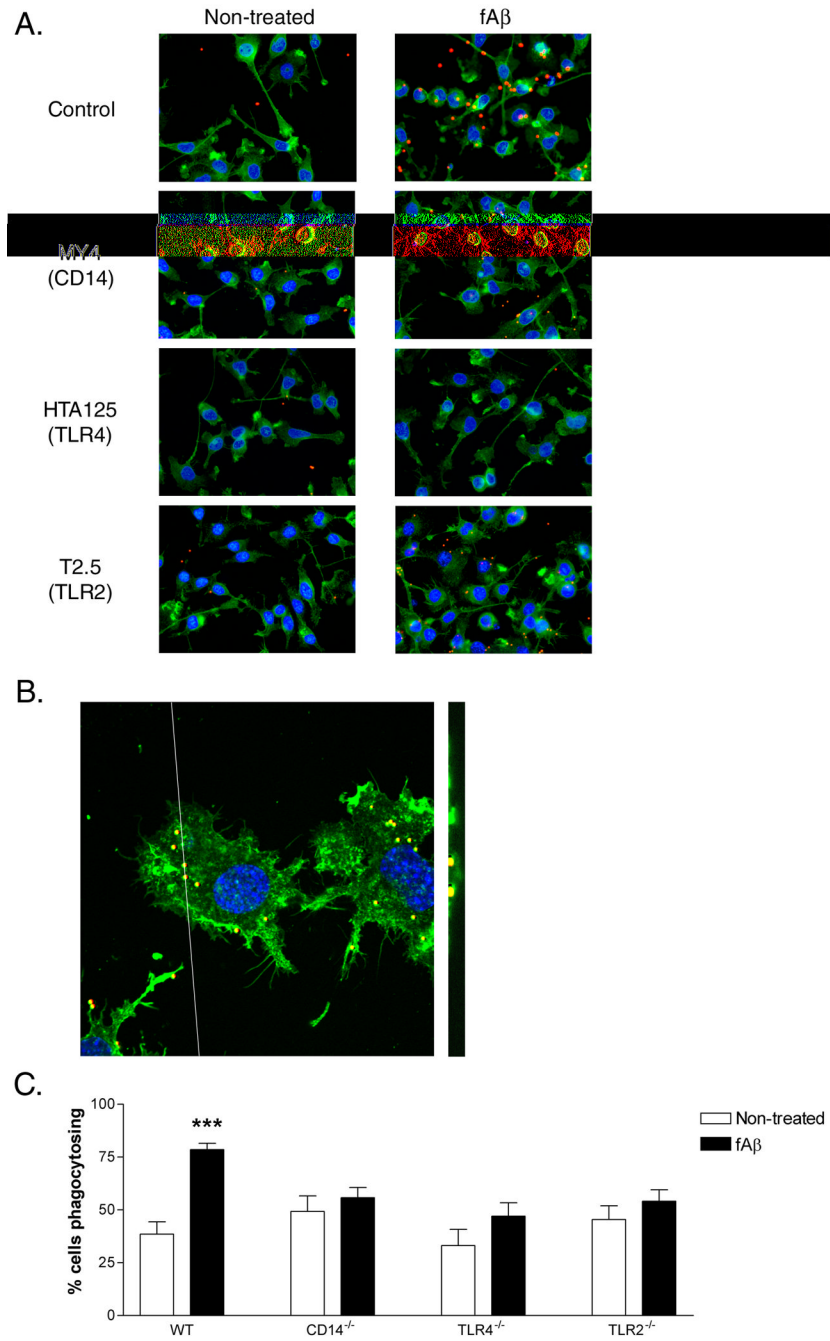 A.
Non-treated
fAβ
Control
MY4
(CD14)
HTA125
(TLR4)
T2.5
(TLR2)
B.
C.
% cells phagocytosing
100
75
50
25
0
***
Non-treated
fAβ
WT
CD14-/-
TLR4-/-
TLR2-/-